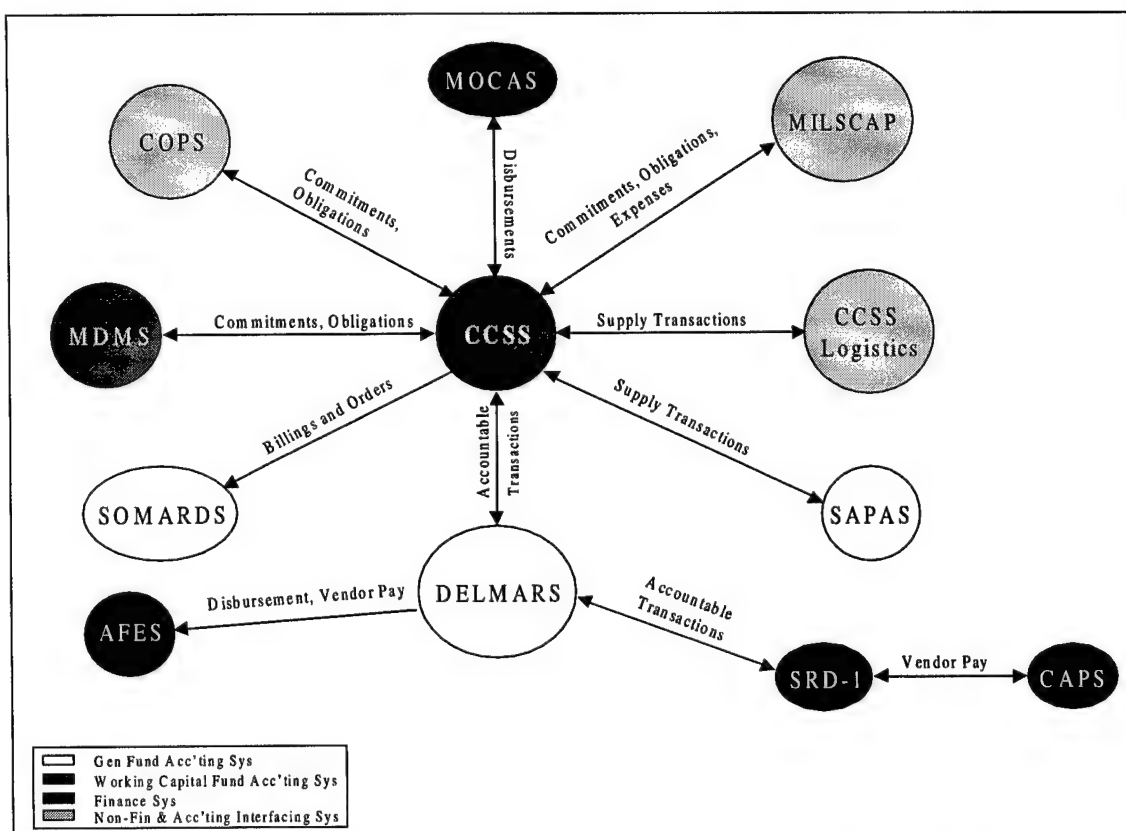 MOCAS
COPS
MILSCAP
Commitments,
Obligations
Disbursements
Commitments, Obligations,
Expenses
MDMS
Commitments, Obligations
CCSS
Supply Transactions
CCSS
Logistics
Billings and Orders
Accountable
Transactions
Supply Transactions
SOMARDS
SAPAS
DELMARS
Disbursement, Vendor Pay
AFES
Accountable
Transactions
SRD-1
Vendor Pay
CAPS
Gen Fund Acc'ting Sys
Working Capital Fund Acc'ting Sys
Finance Sys
Non-Fin & Acc'ting Interfacing Sys